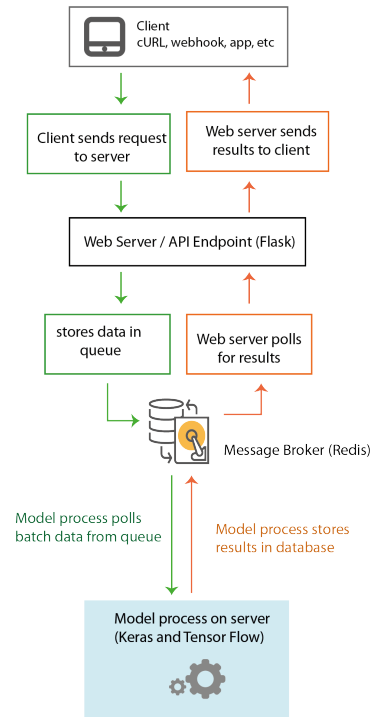 Client
cURL, webhook, app, etc
Client sends request
to server
Web server sends
results to client
Web Server / API Endpoint (Flask)
stores data in
queue
Web server polls
for results
Message Broker (Redis)
Model process polls
batch data from queue
Model process stores
results in database
Model process on server
(Keras and Tensor Flow)